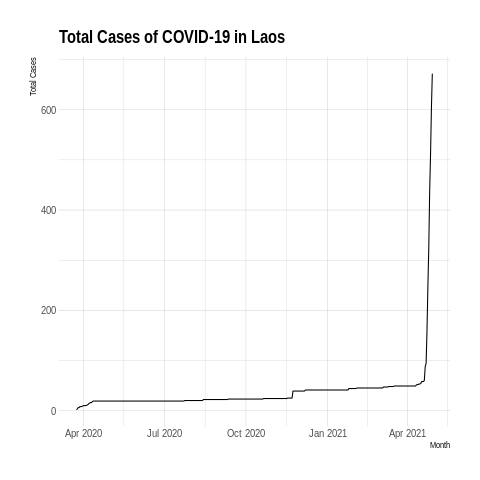 Total Cases of COVID-19 in Laos
Total Cases
600
400
200
0
Apr 2020 Jul 2020 Oct 2020 Jan 2021 Apr 2021
Month